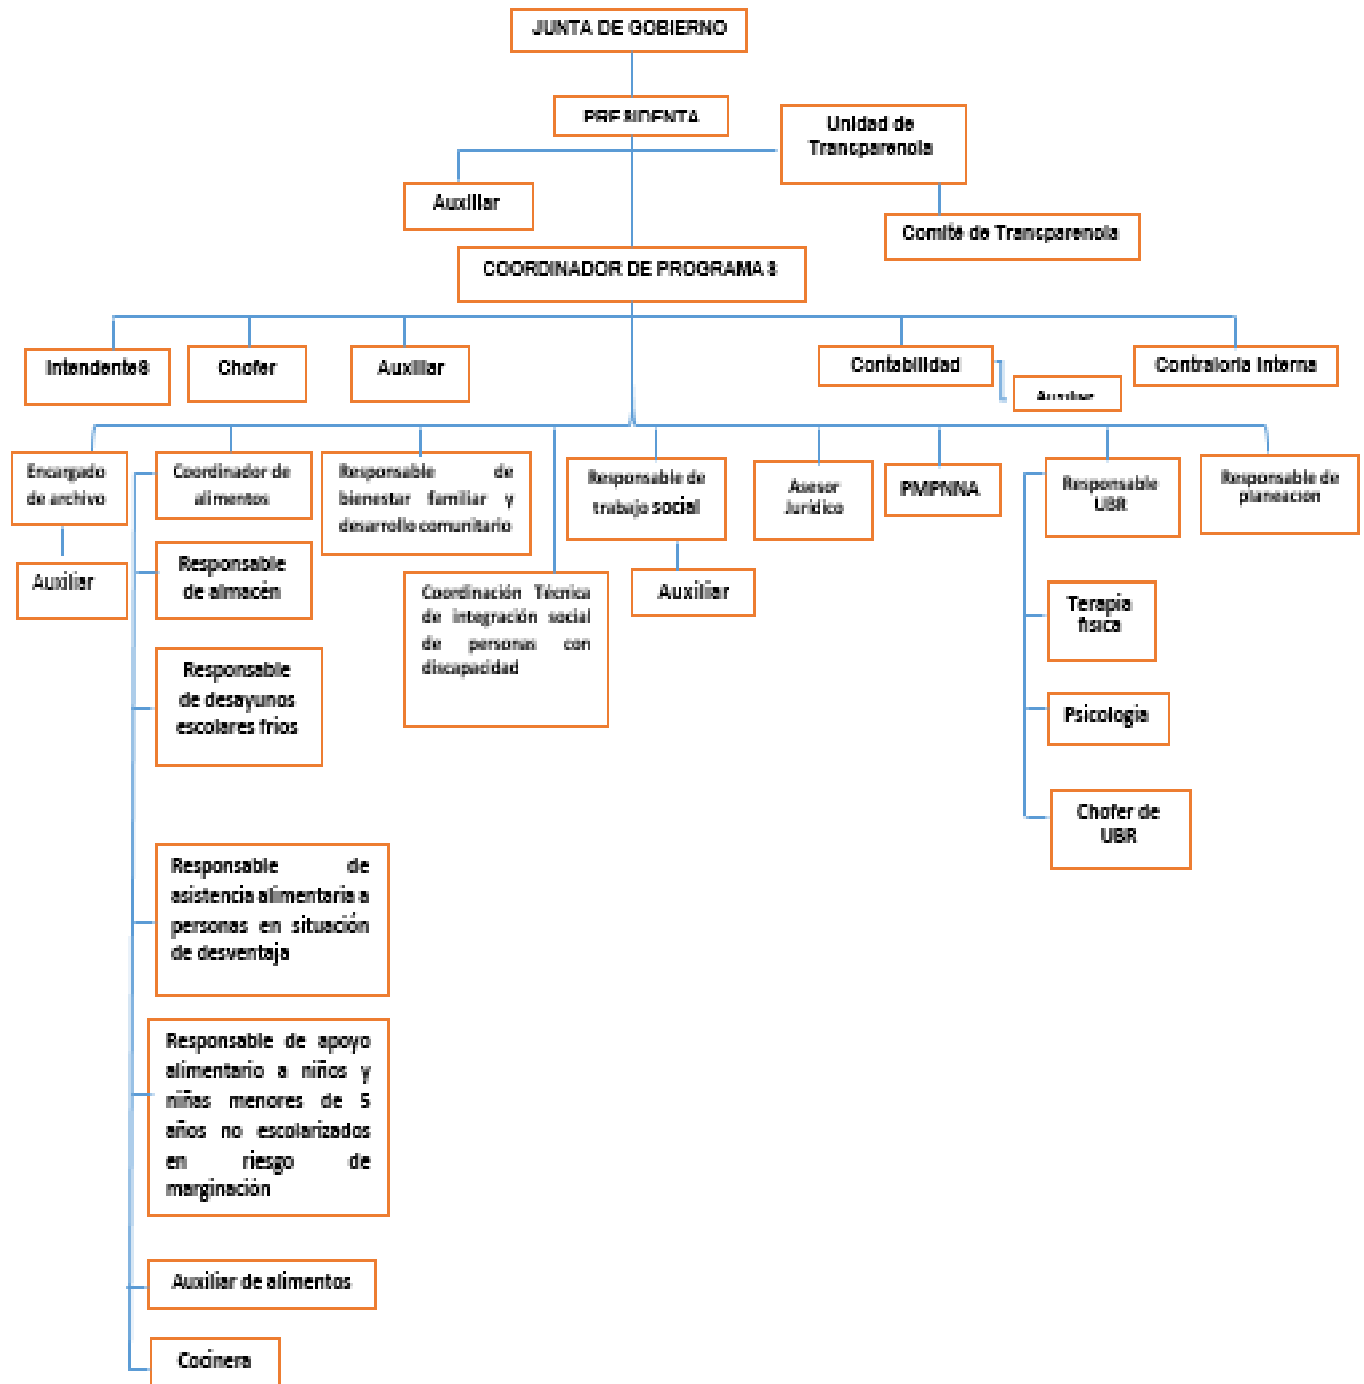 JUNTA DE GOBIERNO
PRESIDENTA
Unidad de
Transparencia
Auxiliar
Comité de Transparencia
COORDINADOR DE PROGRAMAS
IntendenteS
Chofer
Auxiliar
Contabilidad
Auxiliar
Contraloría Interna
Encargado
de archivo
Auxiliar
Coordinador de
alimentos
Responsable de
bienestar familiar y
desarrollo comunitario
Coordinación Técnica
de integración social
de personas con
discapacidad
Responsable de
trabajo social
Auxiliar
Asesor
Jurídico
PMPNNA
Responsable
UBR
Responsable de
planeacion
Responsable
de almacén
Responsable
de desayunos
escolares fríos
Responsable de
asistencia alimentaria a
personas en situación
de desventaja
Responsable de apoyo
alimentario a niños y
niñas menores de 5
años no escolarizados
en riesgo de
marginación
Auxiliar de alimentos
Cocinera
Terapia
física
Psicología
Chofer de
UBR